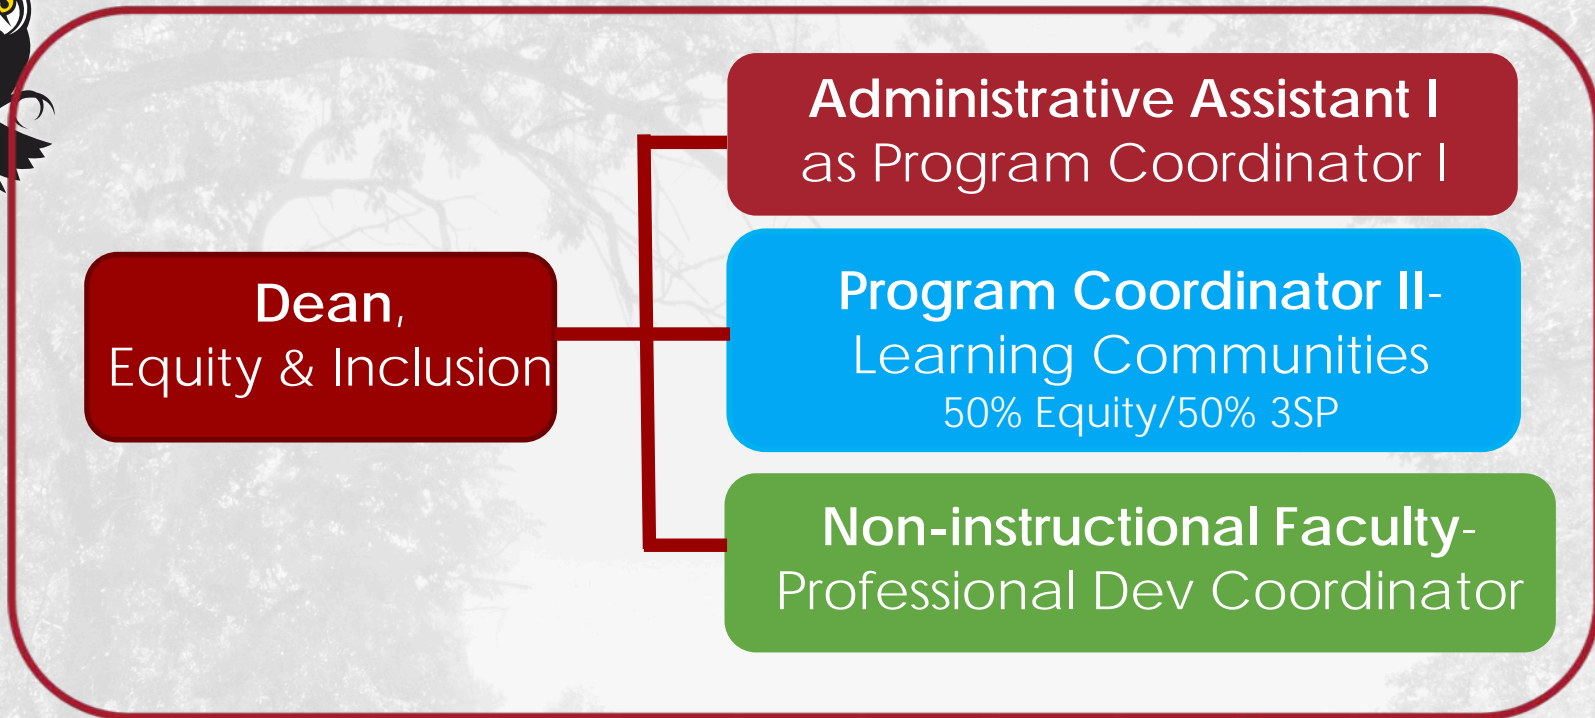 Dean,
Equity & Inclusion
Administrative Assistant I
as Program Coordinator I
Program Coordinator II-
Learning Communities
50% Equity/50% 3SP
Non-instructional Faculty-
Professional Dev Coordinator